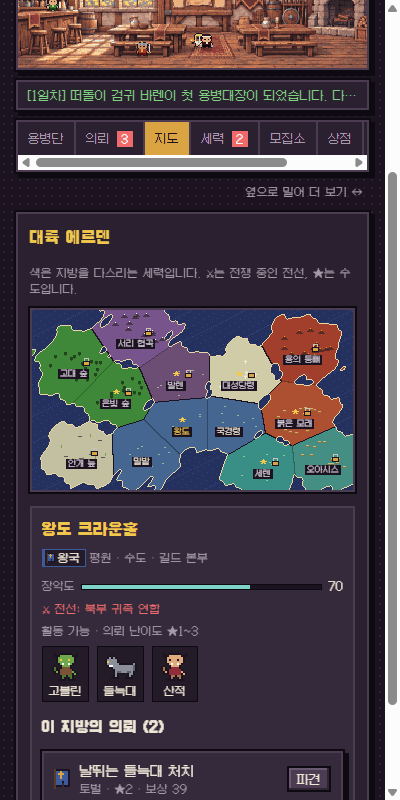 [1일차] 떠돌이 검귀 바렌이 첫 용병대장이 되었습니다. 다…
용병단 의뢰 3 지도 세력 2 모집소 상점
옆으로 밀어 더 보기 ↔
대륙 에르덴
색은 지방을 다스리는 세력입니다. ⚔는 전쟁 중인 전선, ★는 수
도입니다.
서리 협곡
용의 등뼈
고대 숲
발렌
대성당령
은빛 숲
붉은 모래
왕도
국경령
안개 늪
밀밭
세렌
오아시스
왕도 크라운홀
왕국 평원 · 수도 · 길드 본부
장악도 70
⚔ 전선: 북부 귀족 연합
활동 가능 · 의뢰 난이도 ★1~3
고블린 들늑대 산적
이 지방의 의뢰 (2)
날뛰는 들늑대 처치
토벌 · ★2 · 보상 39
파견